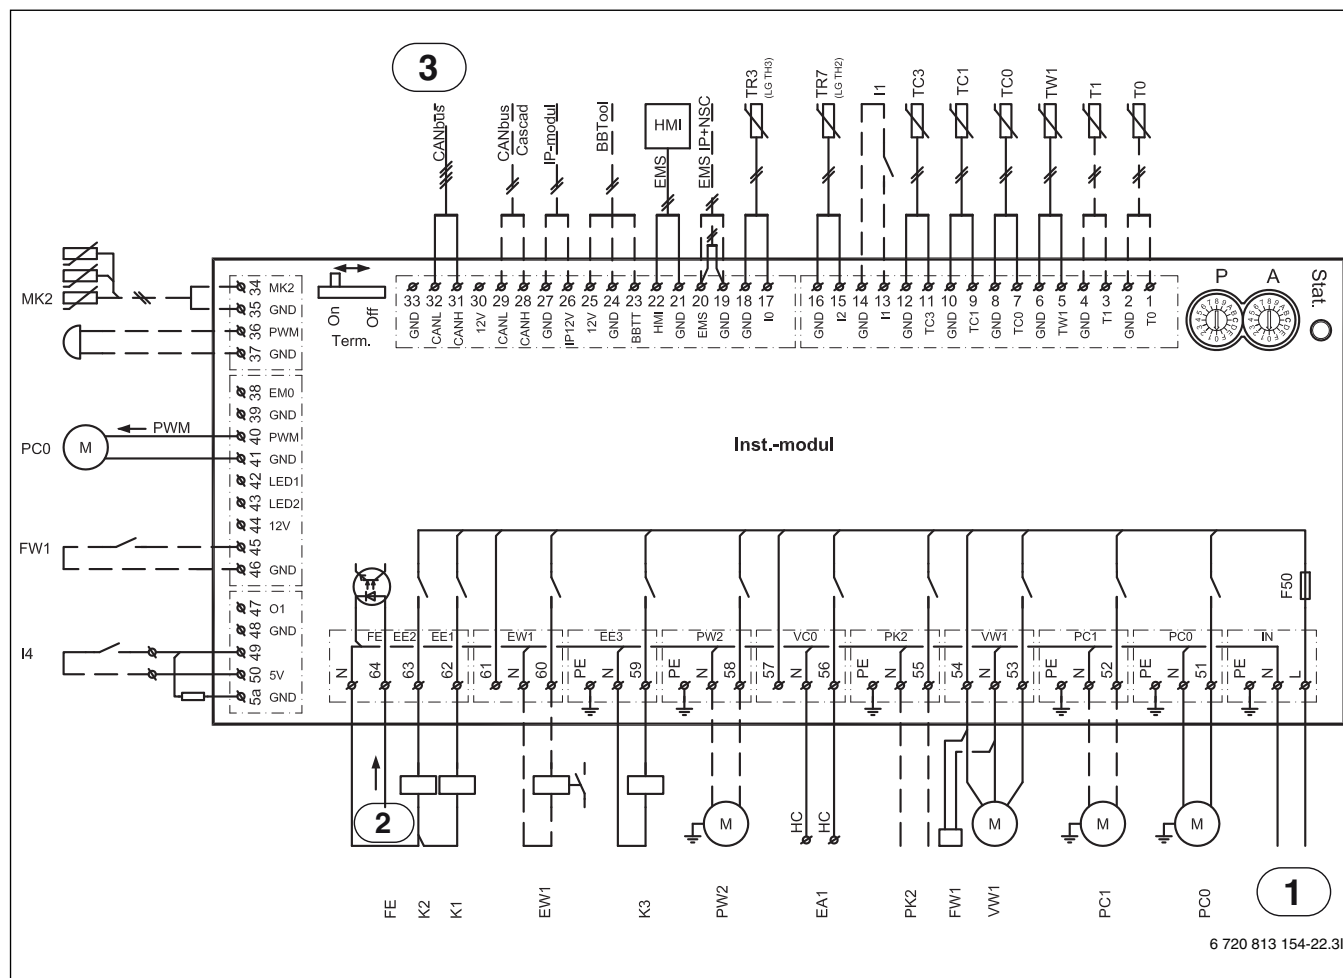 3
CANbus
CANbus
Cascad
IP-modul
BBTool
HMI
EMS
EMS IP+NSC
TR3
(LG TH3)
TR7
(LG TH2)
I1
TC3
TC1
TC0
TW1
T1
T0
MK2
34 MK2
35 GND
36 PWM
37 GND
On
Off
Term.
33 GND
32 CANL
31 CANH
30 12V
29 CANL
28 CANH
27 GND
26 IP12V
25 12V
24 GND
23 BBTT
22 HMI
21 GND
20 EMS
19 GND
18 GND
17 I0
16 GND
15 I2
14 GND
13 I1
12 GND
11 TC3
10 GND
9 TC1
8 GND
7 TC0
6 GND
5 TW1
4 GND
3 T1
2 GND
1 T0
P
A
Stat.
38 EM0
39 GND
PC0
M
PWM
40 PWM
41 GND
42 LED1
43 LED2
44 12V
FW1
45
46 GND
Inst.-modul
47 O1
48 GND
I4
49
50 5V
5a GND
F50
FE EE2 EE1
EW1
EE3
PW2
VC0
PK2
VW1
PC1
PC0
IN
N 64 63 62
61 N 60
PE N 59
PE N 58
57 N 56
PE N 55
54 N 53
PE N 52
PE N 51
PE N L
2
M
HC
HC
M
M
M
FE
K2
K1
EW1
K3
PW2
EA1
PK2
FW1
VW1
PC1
PC0
1
6 720 813 154-22.3I